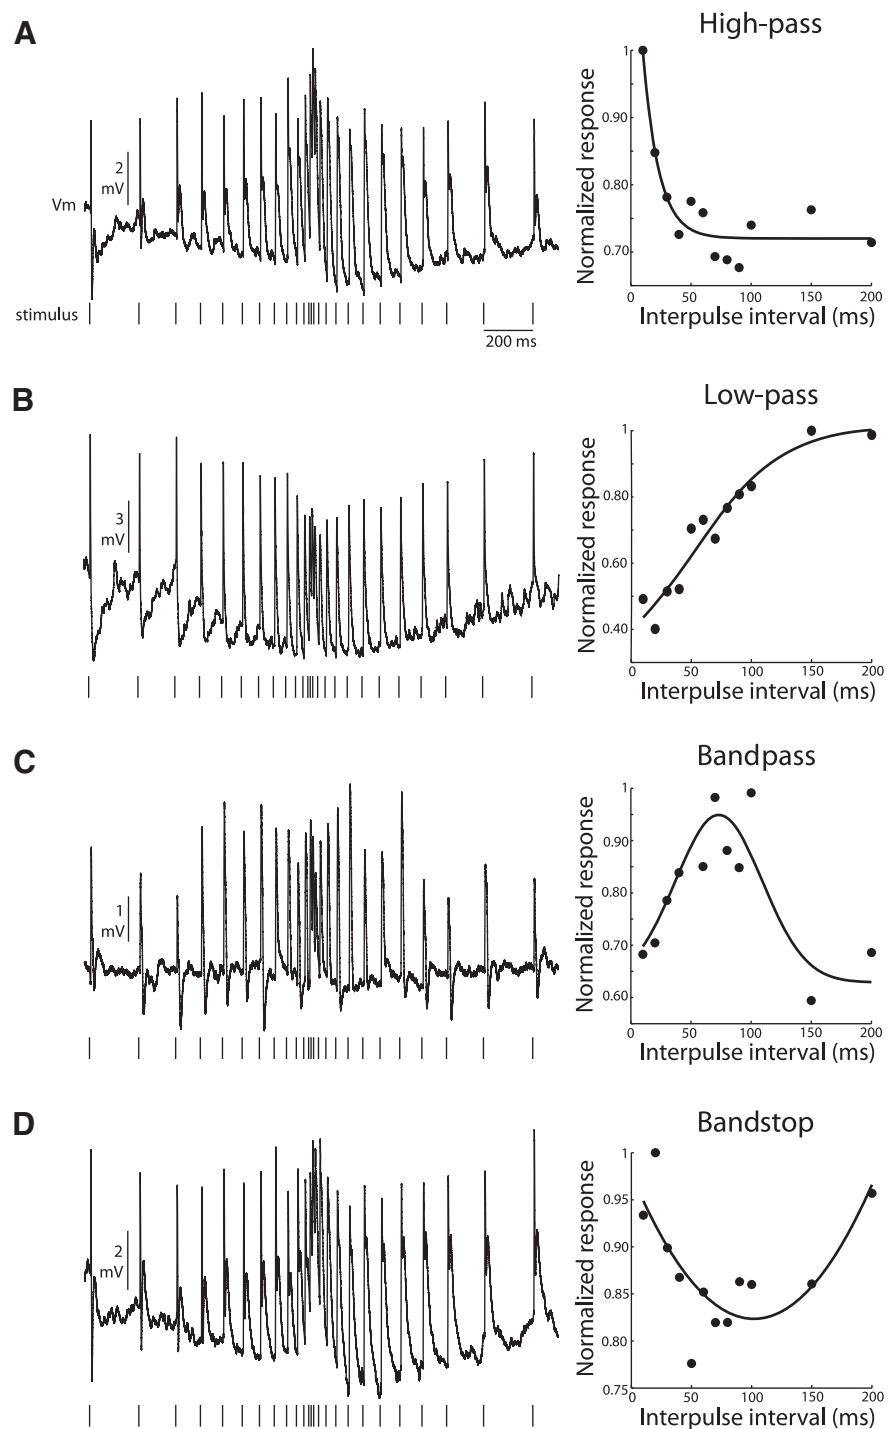 A
High-pass
2
mV
Vm
stimulus
200 ms
Normalized response
1
0.90
0.80
0.70
0
50
100
150
200
Interpulse interval (ms)
B
Low-pass
3
mV
Normalized response
1
0.80
0.60
0.40
0
50
100
150
200
Interpulse interval (ms)
C
Bandpass
1
mV
Normalized response
1
0.90
0.80
0.70
0.60
0
50
100
150
200
Interpulse interval (ms)
D
Bandstop
2
mV
Normalized response
1
0.95
0.90
0.85
0.80
0.75
0
50
100
150
200
Interpulse interval (ms)